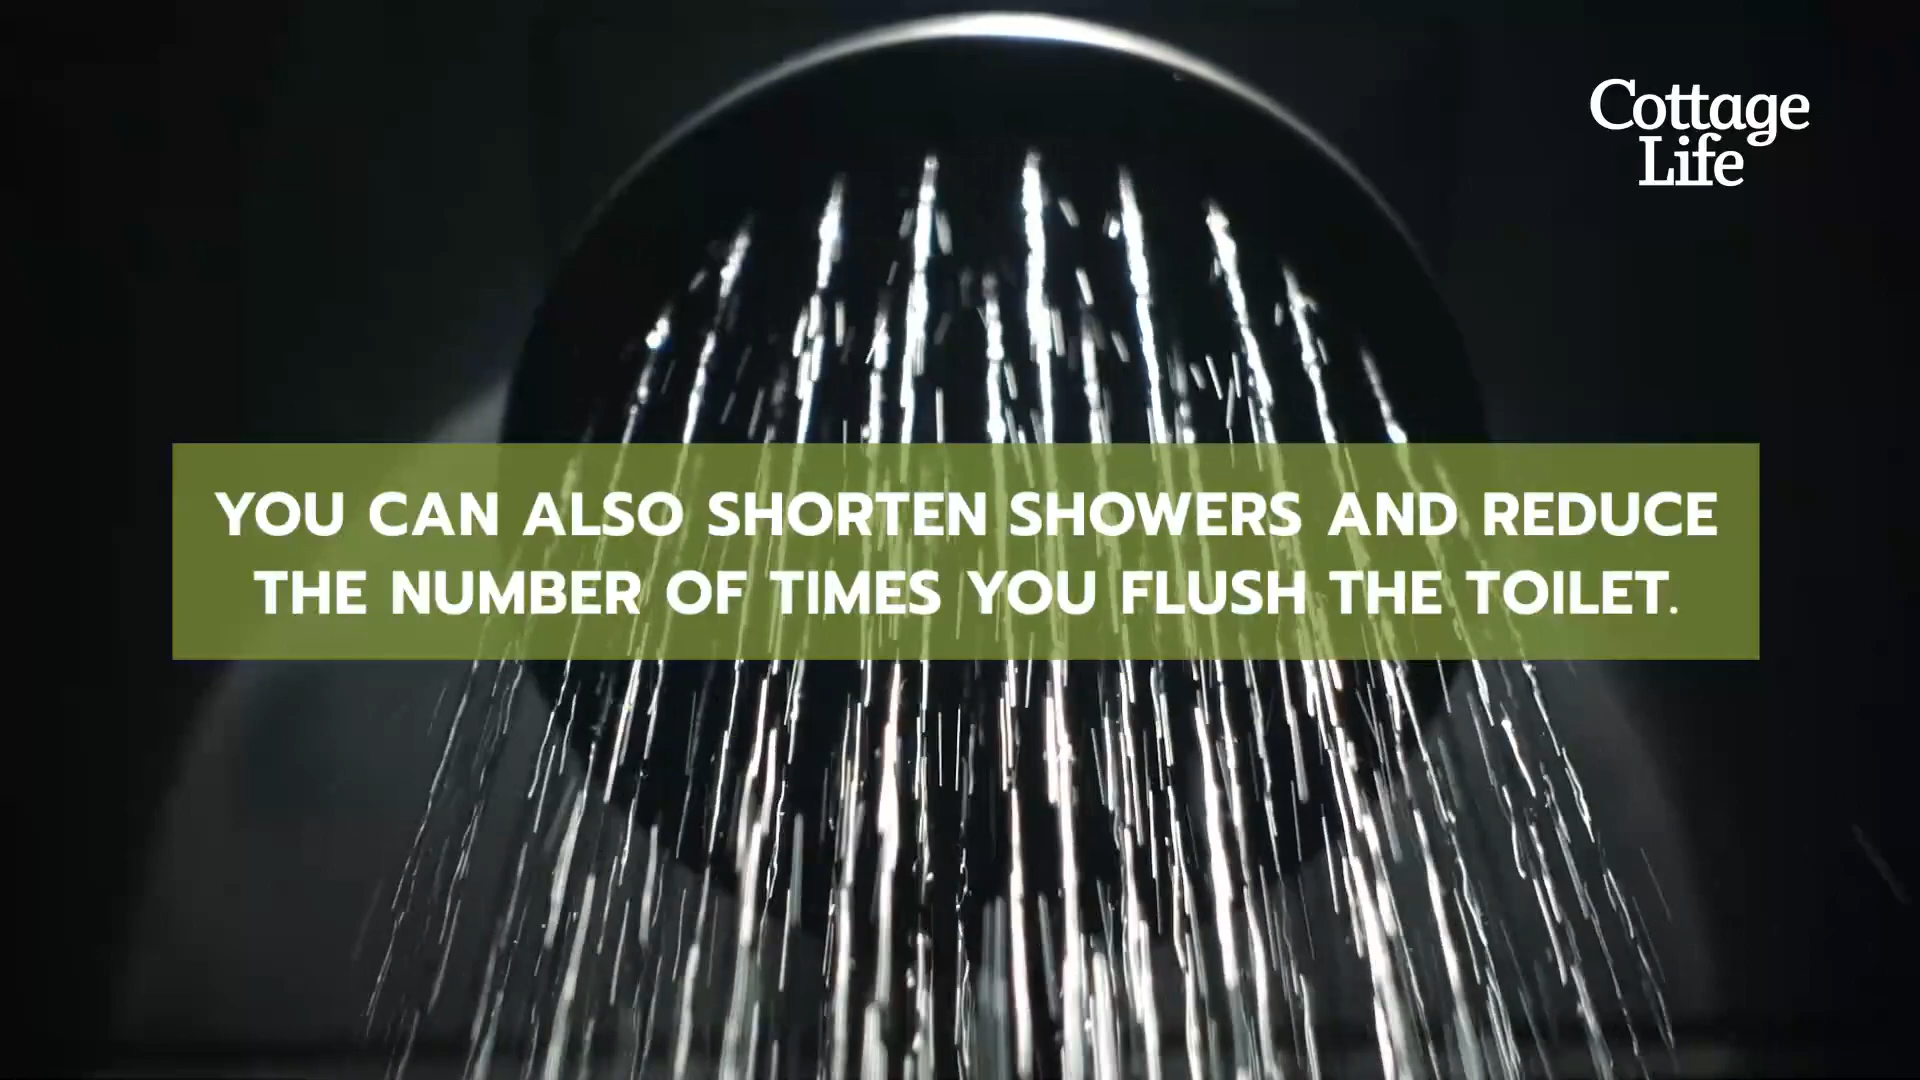 Cottage
Life
YOU CAN ALSO SHORTEN SHOWERS AND REDUCE
THE NUMBER OF TIMES YOU FLUSH THE TOILET.